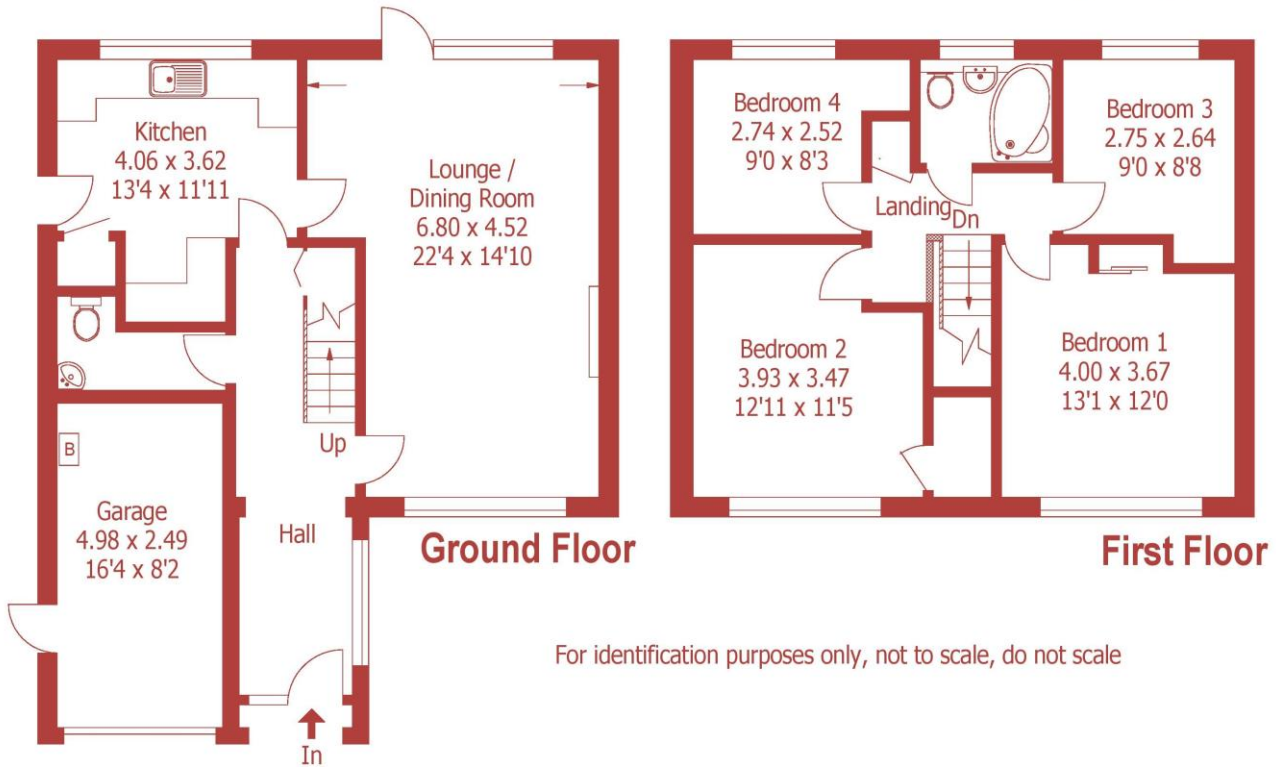 Kitchen
4.06 x 3.62
13'4 x 11'11
Lounge /
Dining Room
6.80 x 4.52
22'4 x 14'10
Up
B
Garage
4.98 x 2.49
16'4 x 8'2
Hall
In
Ground Floor
Bedroom 4
2.74 x 2.52
9'0 x 8'3
Bedroom 3
2.75 x 2.64
9'0 x 8'8
Landing
Dn
Bedroom 2
3.93 x 3.47
12'11 x 11'5
Bedroom 1
4.00 x 3.67
13'1 x 12'0
First Floor
For identification purposes only, not to scale, do not scale